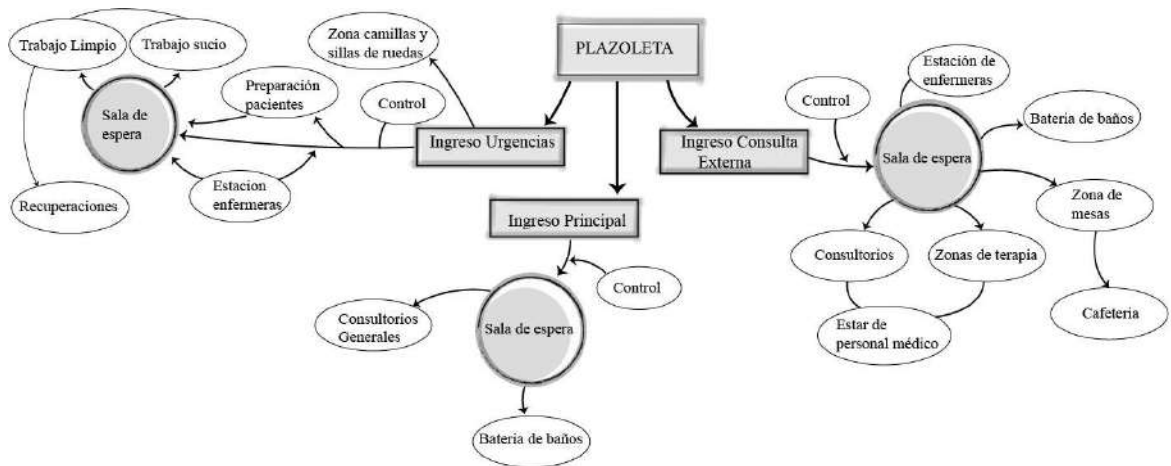 PLAZOLETA
Trabajo Limpio
Trabajo sucio
Zona camillas y
sillas de ruedas
Preparación
pacientes
Control
Sala de
espera
Ingreso Urgencias
Estacion
enfermeras
Recuperaciones
Ingreso Principal
Control
Sala de espera
Consultorios
Generales
Bateria de baños
Ingreso Consulta
Externa
Control
Estación de
enfermeras
Sala de espera
Bateria de baños
Zona de
mesas
Consultorios
Zonas de terapia
Estar de
personal médico
Cafeteria